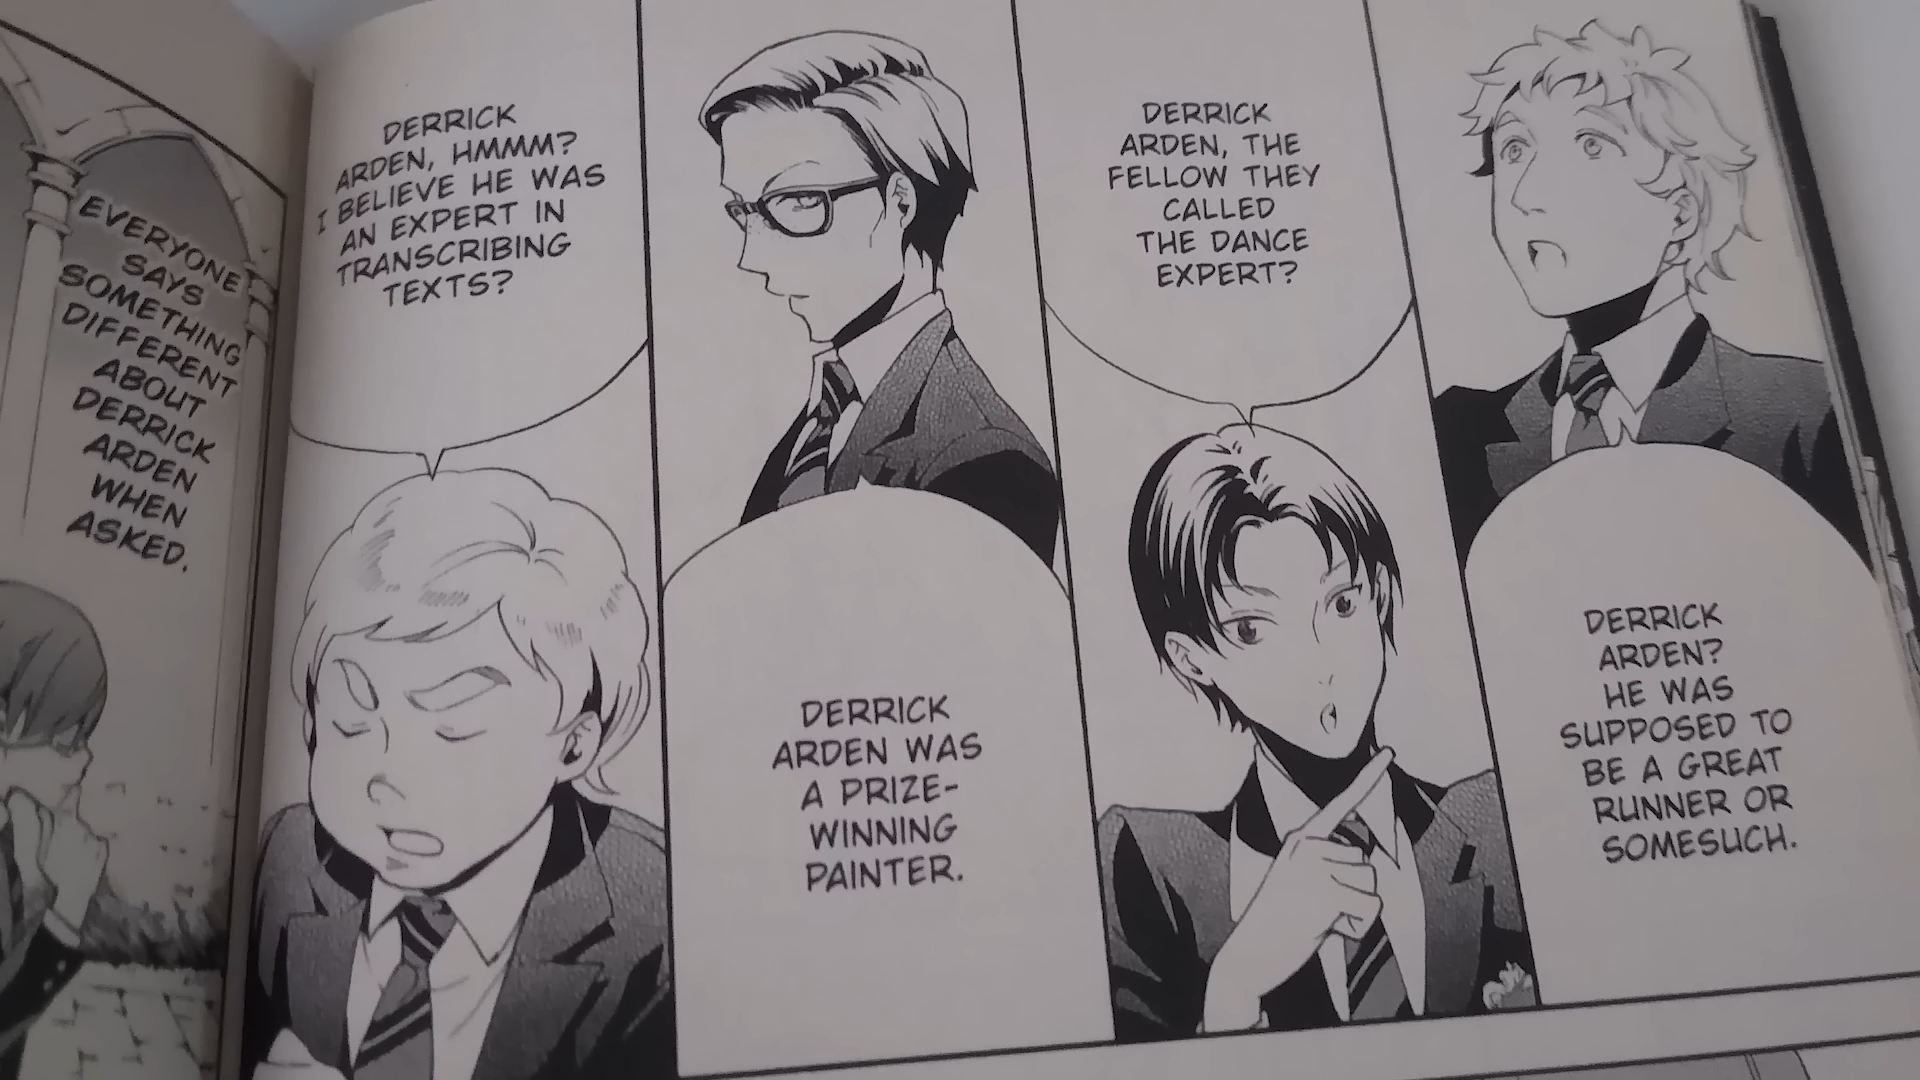 DERRICK
ARDEN?
HE WAS
SUPPOSED TO
BE A GREAT
RUNNER OR
SOMESUCH.
DERRICK
ARDEN, THE
FELLOW THEY
CALLED
THE DANCE
EXPERT?
DERRICK
ARDEN WAS
A PRIZE-
WINNING
PAINTER.
DERRICK
ARDEN, HMMM?
I BELIEVE HE WAS
AN EXPERT IN
TRANSCRIBING
TEXTS?
EVERYONE
SAYS
SOMETHING
DIFFERENT
ABOUT
DERRICK
ARDEN
WHEN
ASKED.